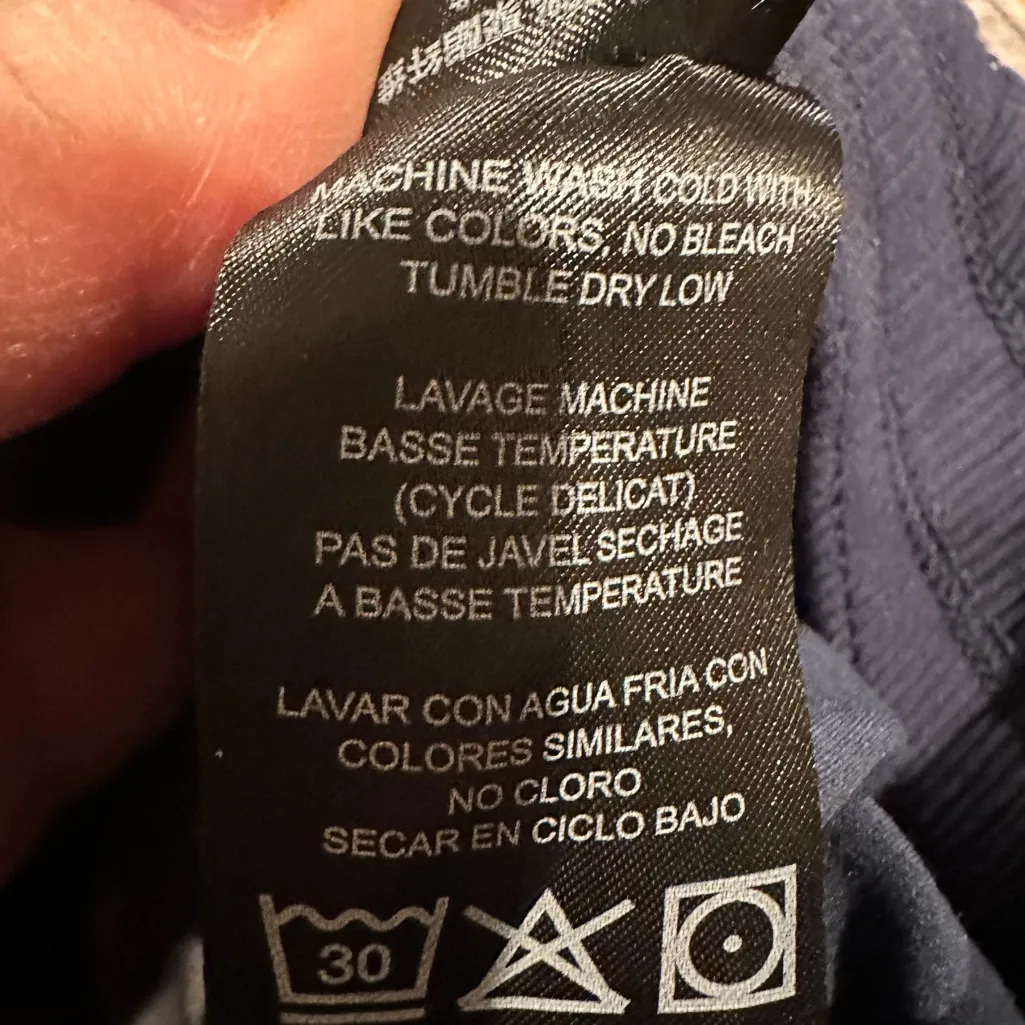 MACHINE WASH COLD WITH
LIKE COLORS, NO BLEACH
TUMBLE DRY LOW
LAVAGE MACHINE
BASSE TEMPERATURE
(CYCLE DELICAT)
PAS DE JAVEL SECHAGE
A BASSE TEMPERATURE
LAVAR CON AGUA FRIA CON
COLORES SIMILARES,
NO CLORO
SECAR EN CICLO BAJO
30